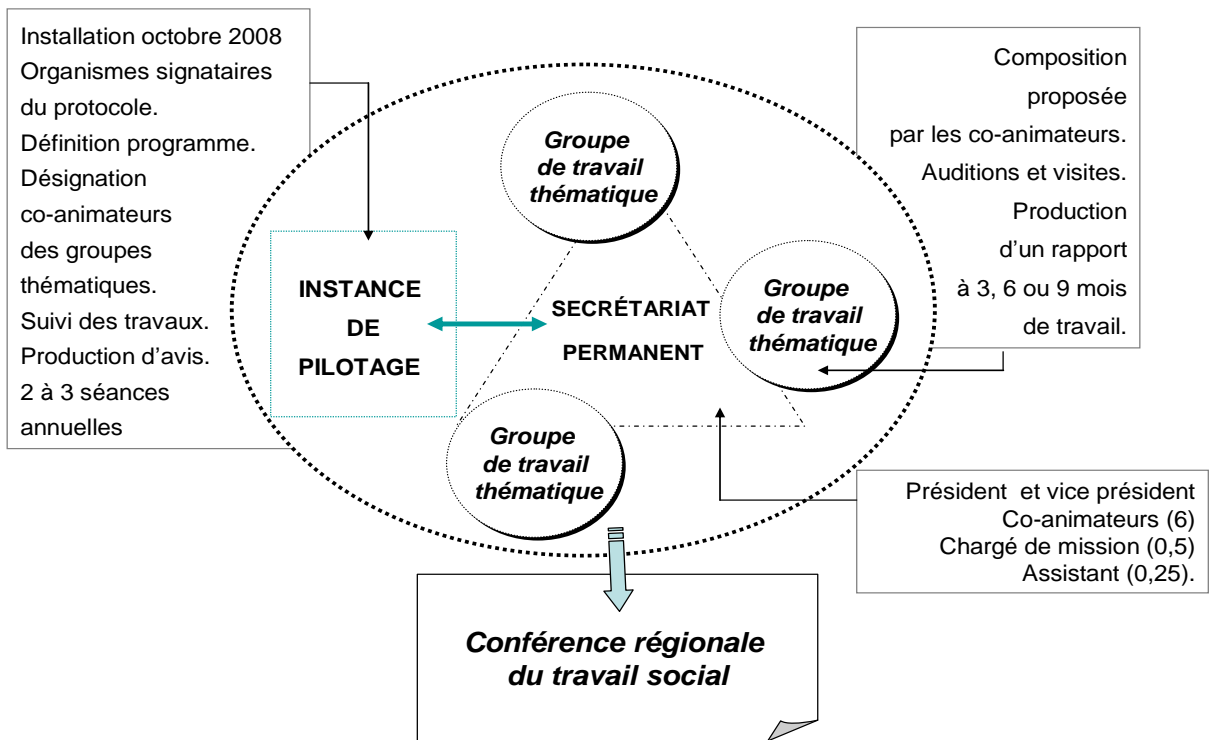 Installation octobre 2008
Organismes signataires
du protocole.
Définition programme.
Désignation
co-animateurs
des groupes
thématiques.
Suivi des travaux.
Production d’avis.
2 à 3 séances
annuelles
Groupe
de travail
thématique
INSTANCE
DE
PILOTAGE
SECRÉTARIAT
PERMANENT
Groupe
de travail
thématique
Groupe
de travail
thématique
Composition
proposée
par les co-animateurs.
Auditions et visites.
Production
d’un rapport
à 3, 6 ou 9 mois
de travail.
Président et vice président
Co-animateurs (6)
Chargé de mission (0,5)
Assistant (0,25).
Conférence régionale
du travail social